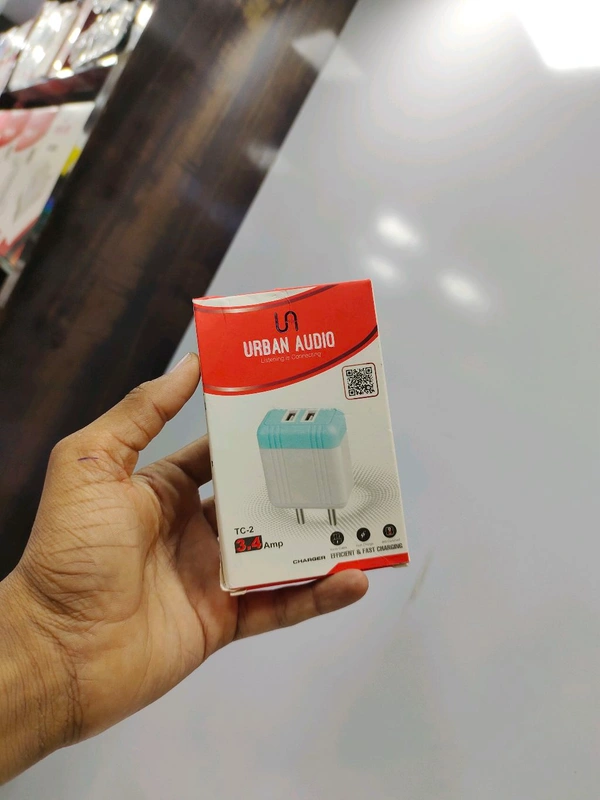 URBAN AUDIO
Listening is Connecting
TC-2
3.4 Amp
CHARGER EFFICIENT & FAST CHARGING